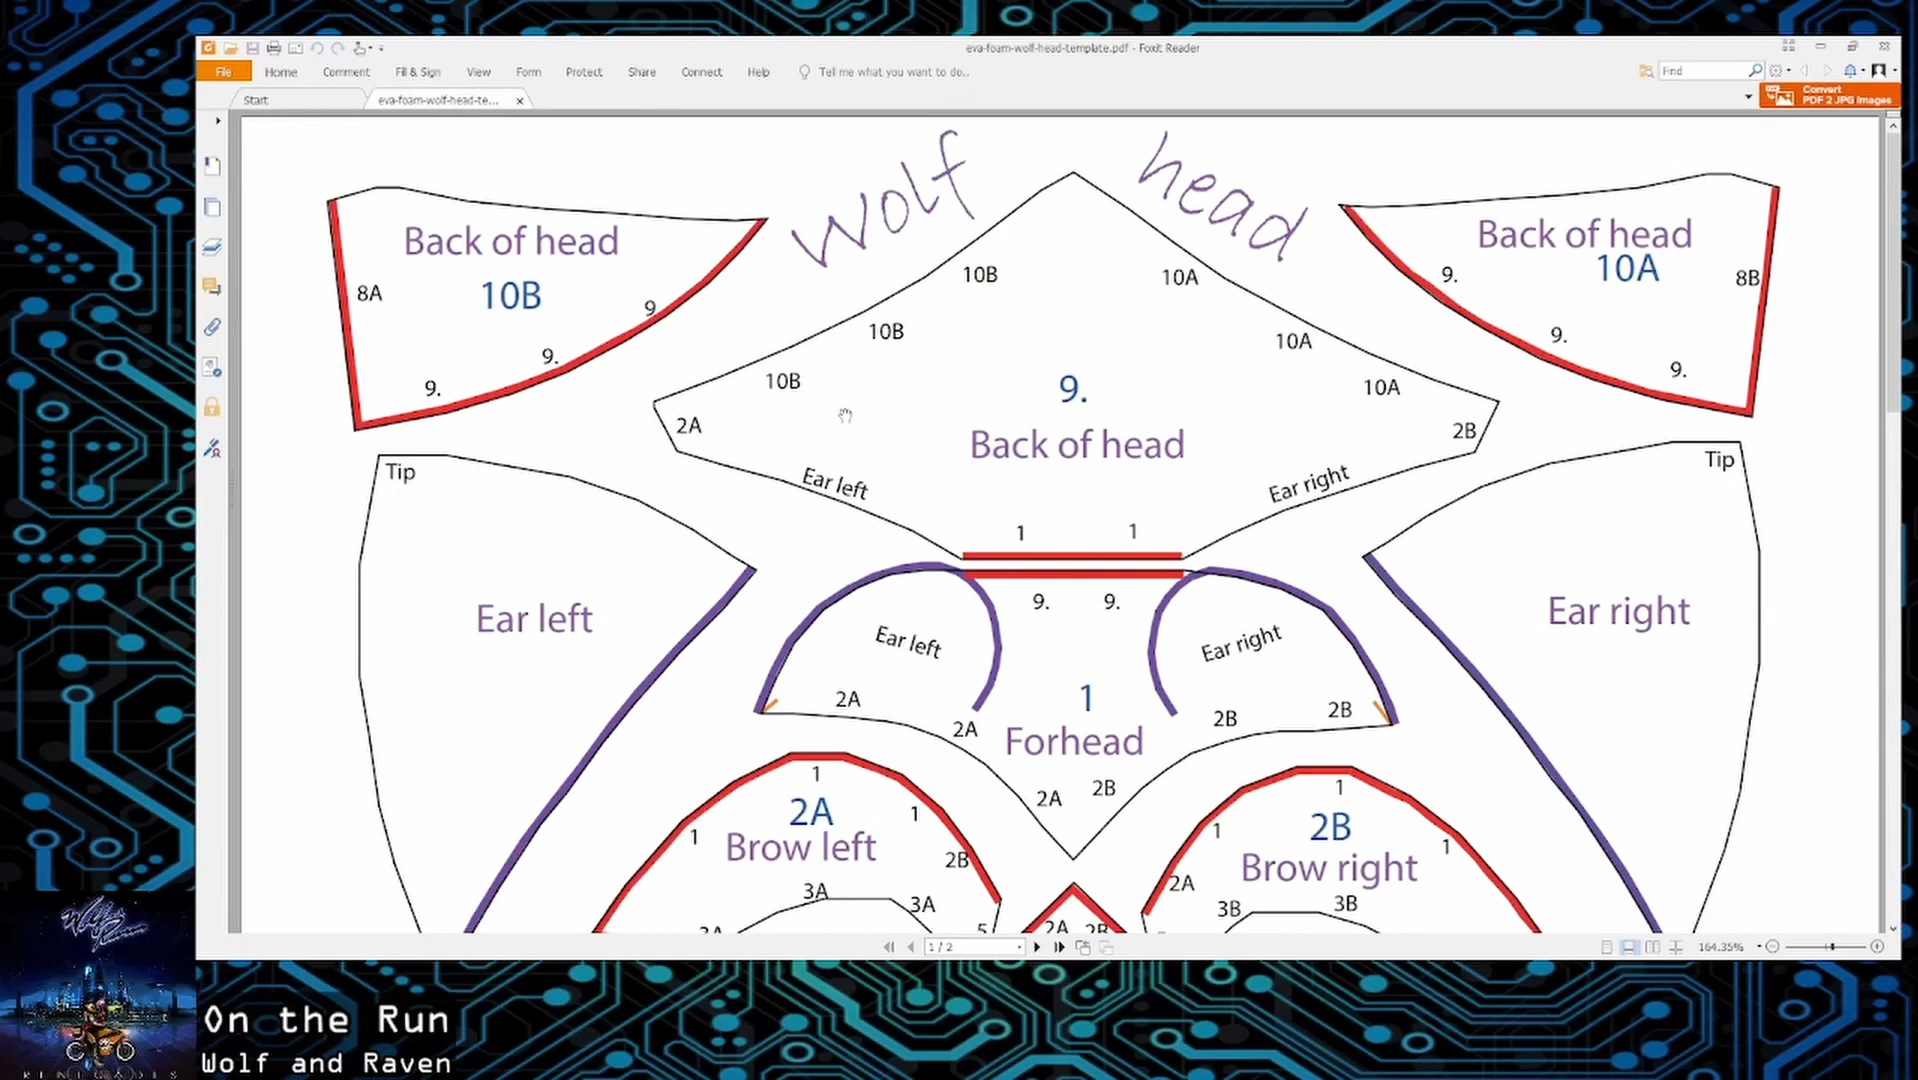 eva-foam-wolf-head-template.pdf - Foxit Reader
File Home Comment Fill & Sign View Form Protect Share Connect Help Tell me what you want to do.. Find
Start eva-foam-wolf-head-te... Convert
PDF 2 JPG Images
Wolf head
Back of head
10B
8A
9
9.
9.
10B
10A
10B
10A
10B
10A
2A
2B
9.
Back of head
Ear left
Ear right
1 1
Back of head
10A
9.
8B
9.
9.
Tip
Ear left
Tip
Ear right
9. 9.
Ear left
Ear right
2A
2A
2B
2B
1
Forhead
2A 2B
1
2A
Brow left
1
1
2B
3A
3A
3A
5
2A 2B
1
2B
Brow right
1
1
2A
3B
3B
1 / 2
164.35%
On the Run
Wolf and Raven
RENEGADES